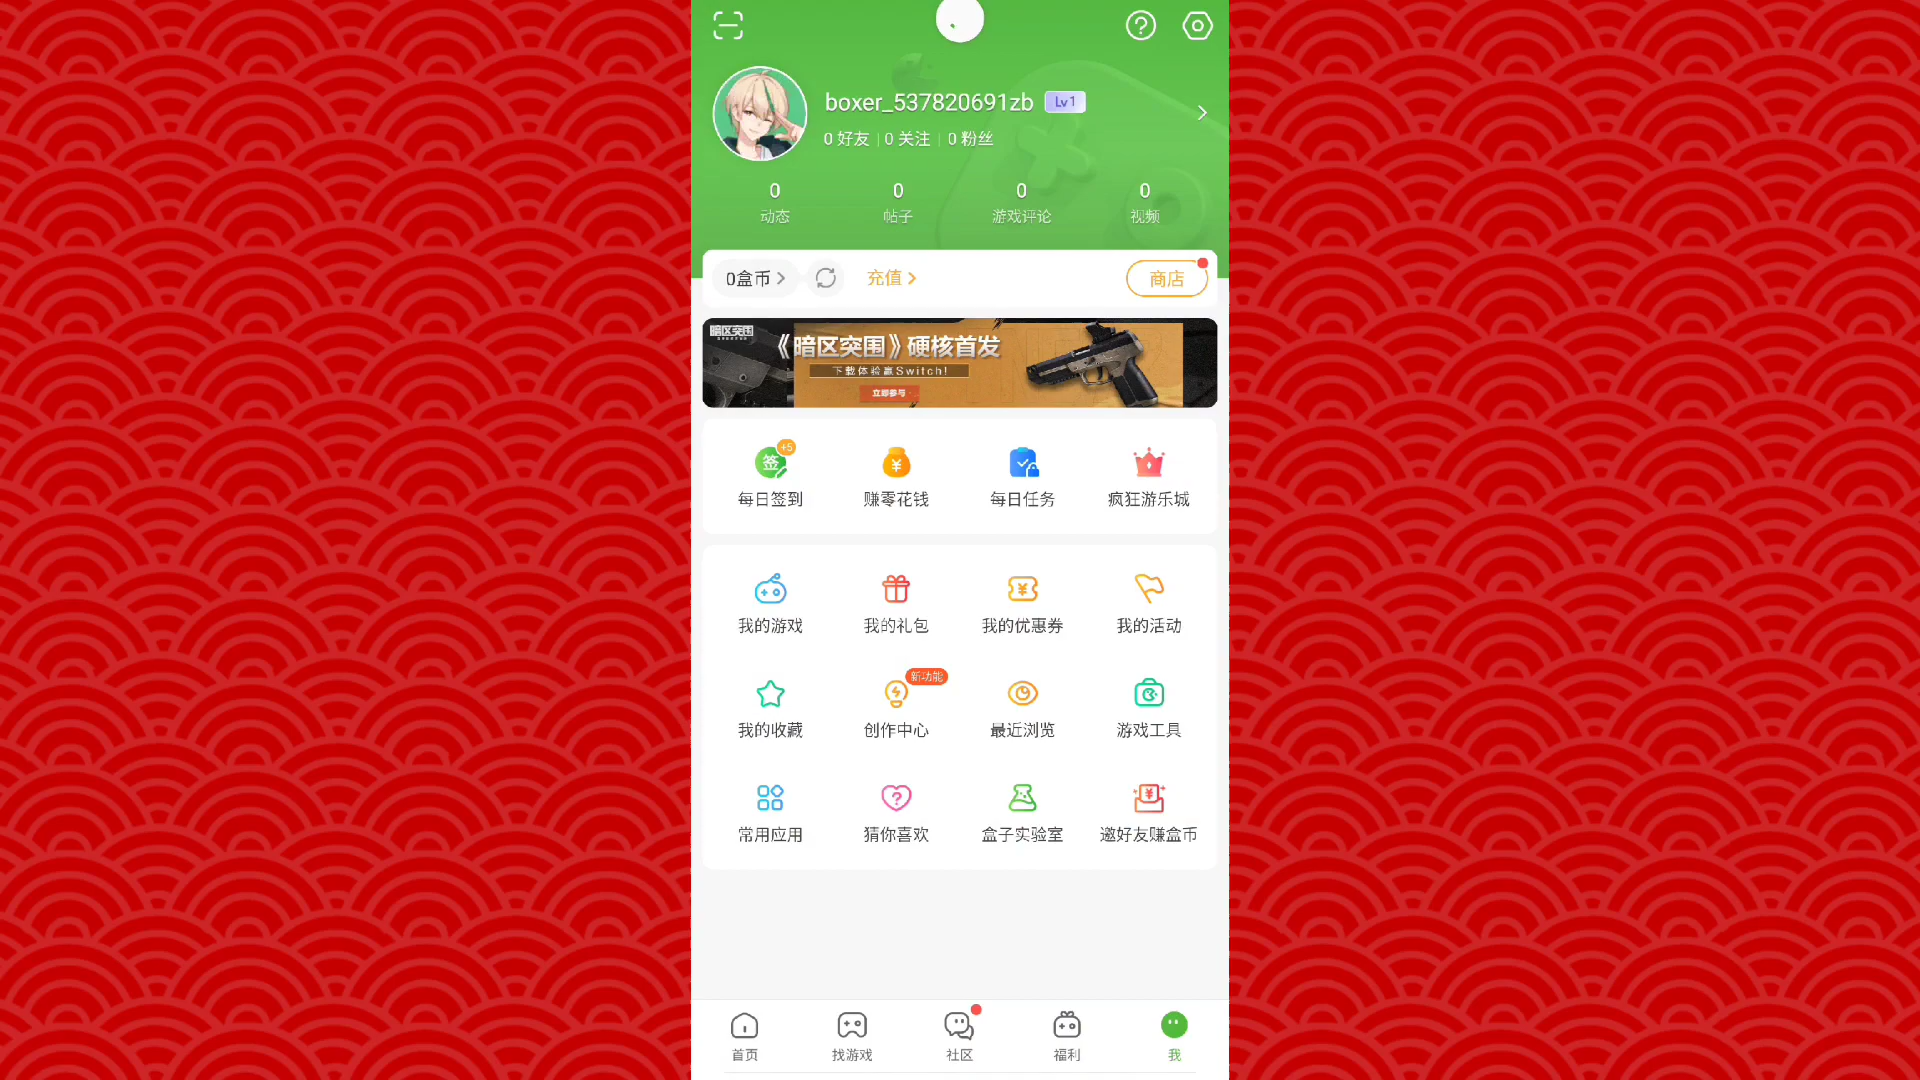 boxer_537820691zb Lv1
0 好友 | 0 关注 | 0 粉丝
0 0 0 0
动态 帖子 游戏评论 视频
0盒币 充值 商店
暗区突围
《暗区突围》硬核首发
下载体验赢Switch!
立即参与
签 +5
每日签到 赚零花钱 每日任务 疯狂游乐城
我的游戏 我的礼包 我的优惠券 我的活动
新功能
我的收藏 创作中心 最近浏览 游戏工具
常用应用 猜你喜欢 盒子实验室 邀好友赚盒币
首页 找游戏 社区 福利 我